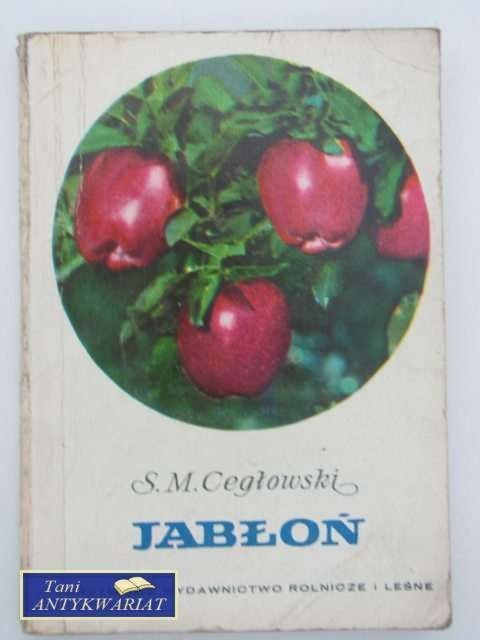 S. M. Cegłowski
JABŁOŃ
YDAWNICTWO ROLNICZE I LEŚNE
Tani
ANTYKWARIAT